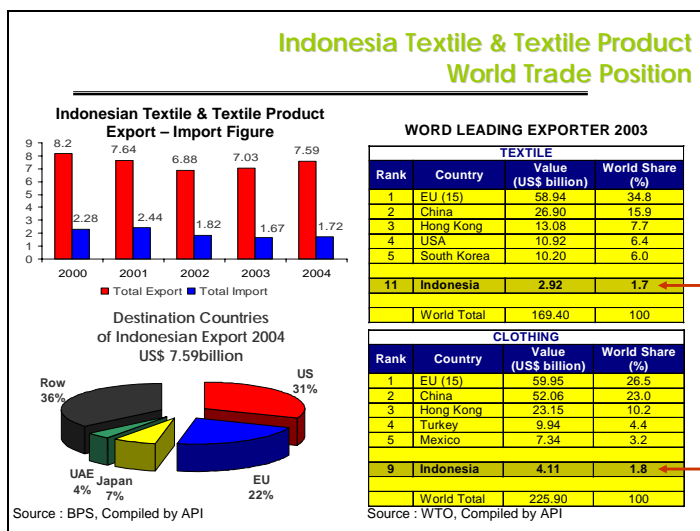 Indonesia Textile & Textile Product
World Trade Position
Indonesian Textile & Textile Product
Export – Import Figure
9
8
7
6
5
4
3
2
1
0
8.2
2.28
7.64
2.44
6.88
1.82
7.03
1.67
7.59
1.72
2000 2001 2002 2003 2004
Total Export Total Import
Destination Countries
of Indonesian Export 2004
US$ 7.59billion
Row
36%
US
31%
UAE
4%
Japan
7%
EU
22%
Source : BPS, Compiled by API
WORD LEADING EXPORTER 2003
TEXTILE
Rank Country Value (US$ billion) World Share (%)
1 EU (15) 58.94 34.8
2 China 26.90 15.9
3 Hong Kong 13.08 7.7
4 USA 10.92 6.4
5 South Korea 10.20 6.0
11 Indonesia 2.92 1.7
World Total 169.40 100
CLOTHING
Rank Country Value (US$ billion) World Share (%)
1 EU (15) 59.95 26.5
2 China 52.06 23.0
3 Hong Kong 23.15 10.2
4 Turkey 9.94 4.4
5 Mexico 7.34 3.2
9 Indonesia 4.11 1.8
World Total 225.90 100
Source : WTO, Compiled by API